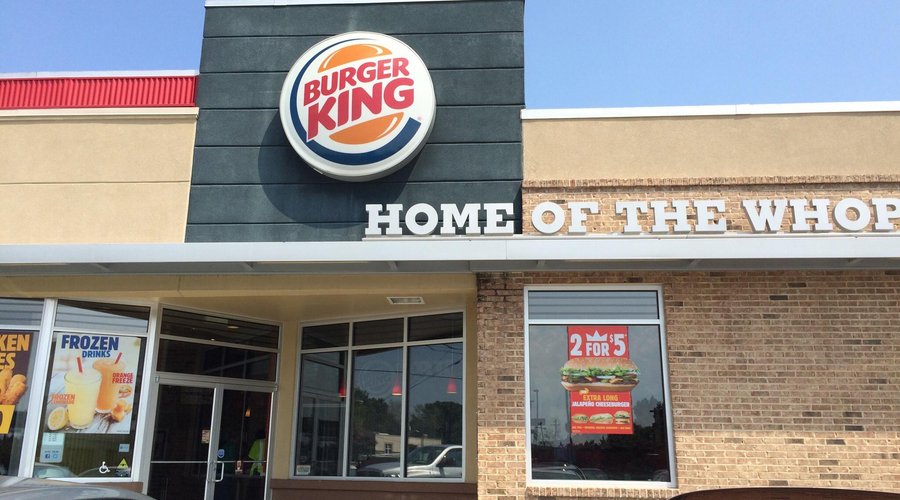 BURGER
KING
HOME OF THE WHOP
KEN
FROZEN
DRINKS
ORANGE
FREEZE
2 FOR $5
EXTRA LONG
JALAPEÑO CHEESEBURGER